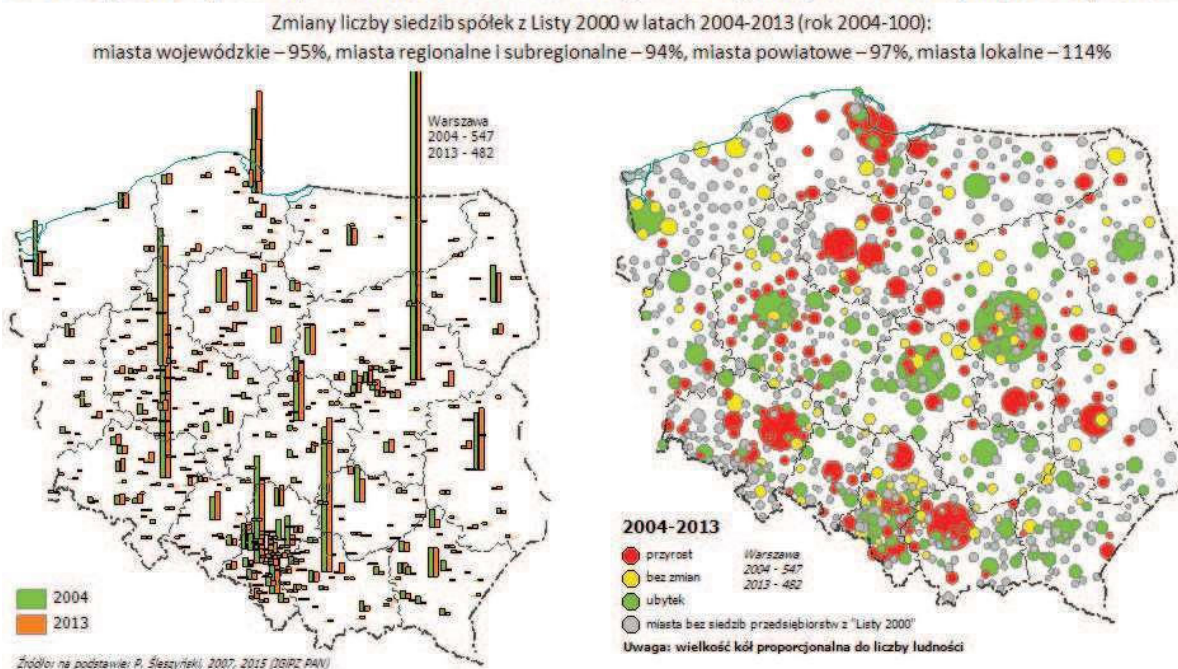 Zmiany liczby siedzib spółek z Listy 2000 w latach 2004-2013 (rok 2004-100):
miasta wojewódzkie – 95%, miasta regionalne i subregionalne – 94%, miasta powiatowe – 97%, miasta lokalne – 114%
Warszawa
2004 - 547
2013 - 482
2004
2013
Źródło: na podstawie: P. Śleszyński, 2007, 2015 (IGiPZ PAN)
2004-2013
przyrost
bez zmian
ubytek
miasta bez siedzib przedsiębiorstw z "Listy 2000"
Warszawa
2004 - 547
2013 - 482
Uwaga: wielkość kół proporcjonalna do liczby ludności